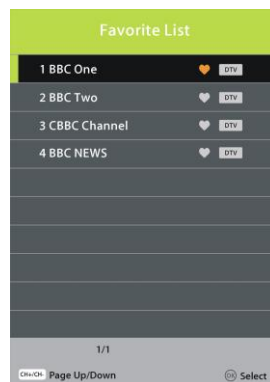 Favorite List
1 BBC One DTV
2 BBC Two DTV
3 CBBC Channel DTV
4 BBC NEWS DTV
1/1
CH+/CH- Page Up/Down OK Select